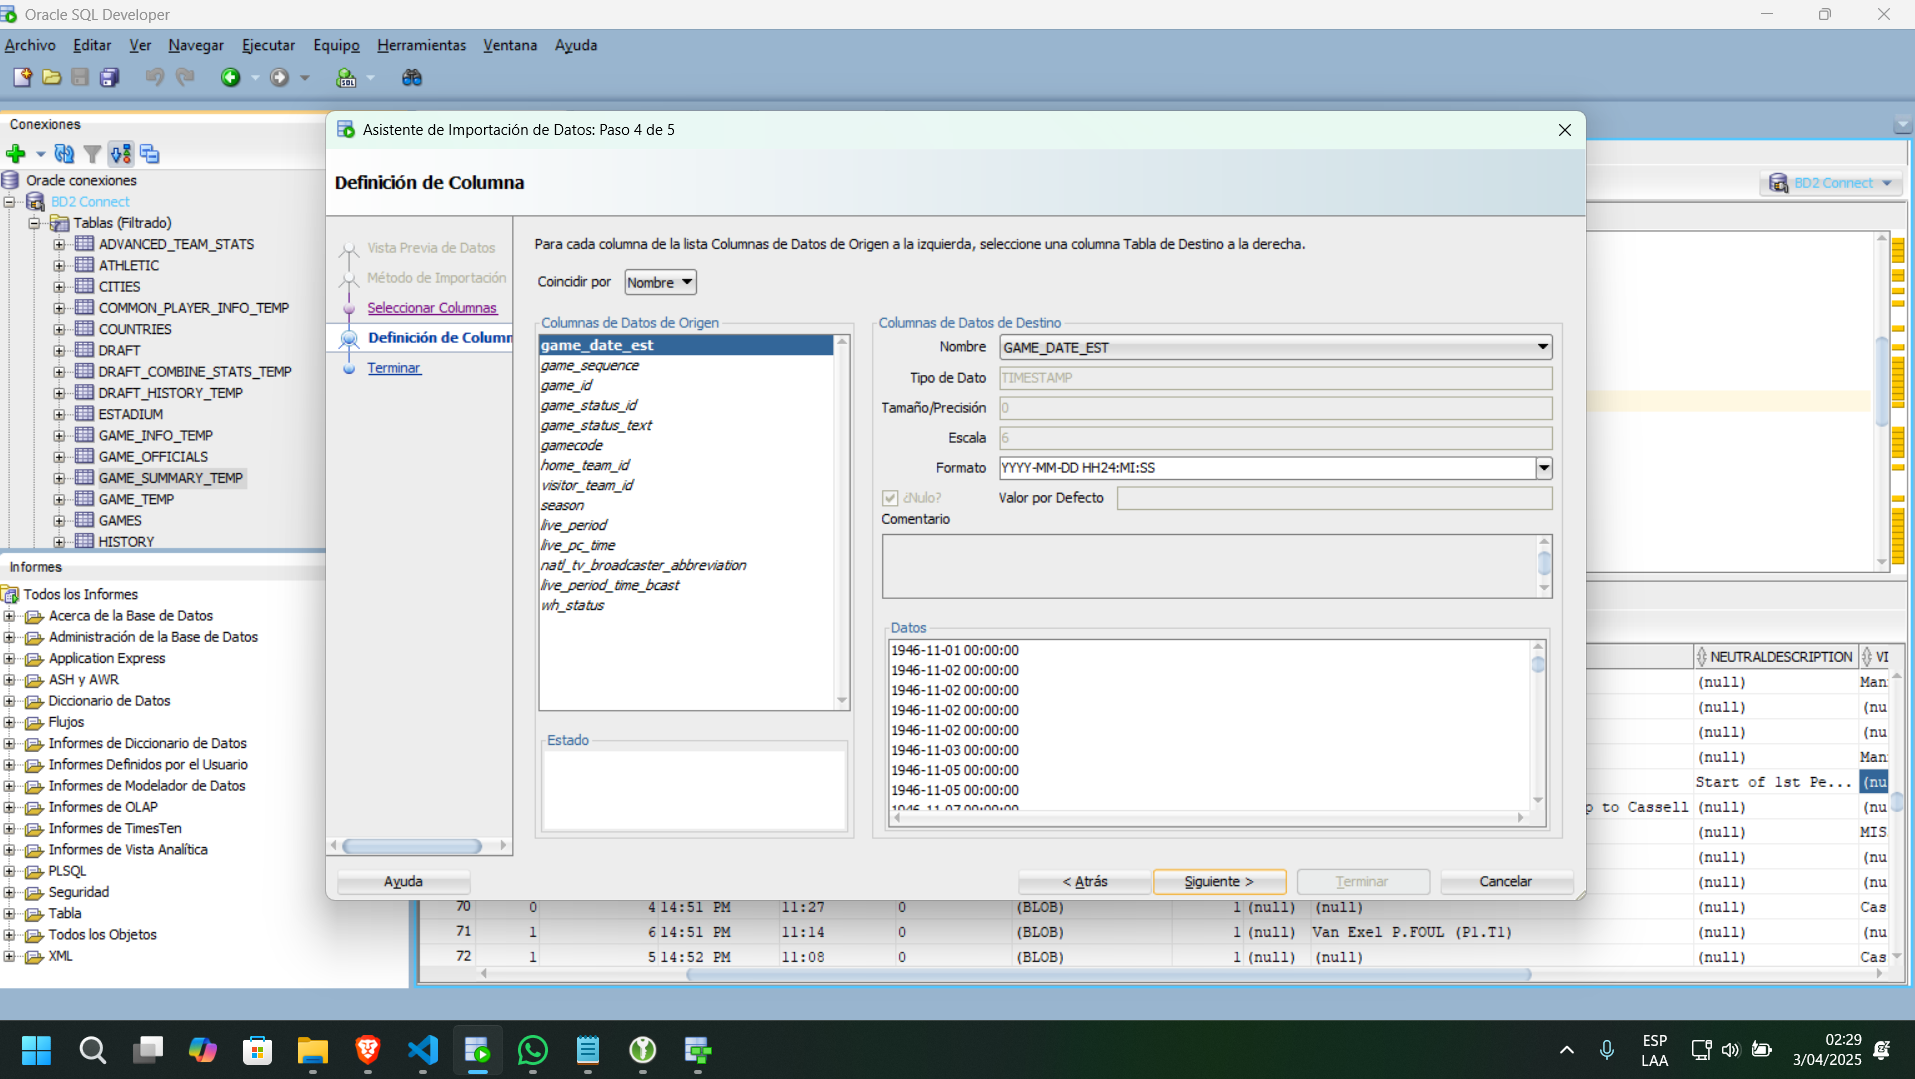 Oracle SQL Developer
Archivo Editar Ver Navegar Ejecutar Equipo Herramientas Ventana Ayuda
Conexiones
Oracle conexiones
BD2 Connect
Tablas (Filtrado)
ADVANCED_TEAM_STATS
ATHLETIC
CITIES
COMMON_PLAYER_INFO_TEMP
COUNTRIES
DRAFT
DRAFT_COMBINE_STATS_TEMP
DRAFT_HISTORY_TEMP
ESTADIUM
GAME_INFO_TEMP
GAME_OFFICIALS
GAME_SUMMARY_TEMP
GAME_TEMP
GAMES
HISTORY
Informes
Todos los Informes
Acerca de la Base de Datos
Administración de la Base de Datos
Application Express
ASH y AWR
Diccionario de Datos
Flujos
Informes de Diccionario de Datos
Informes Definidos por el Usuario
Informes de Modelador de Datos
Informes de OLAP
Informes de TimesTen
Informes de Vista Analítica
PLSQL
Seguridad
Tabla
Todos los Objetos
XML
Asistente de Importación de Datos: Paso 4 de 5
Definición de Columna
Vista Previa de Datos
Método de Importación
Seleccionar Columnas
Definición de Column
Terminar
Para cada columna de la lista Columnas de Datos de Origen a la izquierda, seleccione una columna Tabla de Destino a la derecha.
Coincidir por Nombre
Columnas de Datos de Origen
game_date_est
game_sequence
game_id
game_status_id
game_status_text
gamecode
home_team_id
visitor_team_id
season
live_period
live_pc_time
natl_tv_broadcaster_abbreviation
live_period_time_bcast
wh_status
Estado
Columnas de Datos de Destino
Nombre GAME_DATE_EST
Tipo de Dato TIMESTAMP
Tamaño/Precisión 0
Escala 6
Formato YYYY-MM-DD HH24:MI:SS
¿Nulo? Valor por Defecto
Comentario
Datos
1946-11-01 00:00:00
1946-11-02 00:00:00
1946-11-02 00:00:00
1946-11-02 00:00:00
1946-11-02 00:00:00
1946-11-03 00:00:00
1946-11-05 00:00:00
1946-11-05 00:00:00
1946-11-07 00:00:00
Ayuda < Atrás Siguiente > Terminar Cancelar
BD2 Connect
NEUTRALDESCRIPTION VI
(null) Man
(null) (nu
(null) (nu
(null) Man
Start of 1st Pe... (nu
p to Cassell (null) (nu
(null) MIS
(null) (nu
(null) (nu
70 0 4 14:51 PM 11:27 0 (BLOB) 1 (null) (null) (null) Cas
71 1 6 14:51 PM 11:14 0 (BLOB) 1 (null) Van Exel P.FOUL (P1.T1) (null) (nu
72 1 5 14:52 PM 11:08 0 (BLOB) 1 (null) (null) (null) Cas
ESP
LAA
02:29
3/04/2025